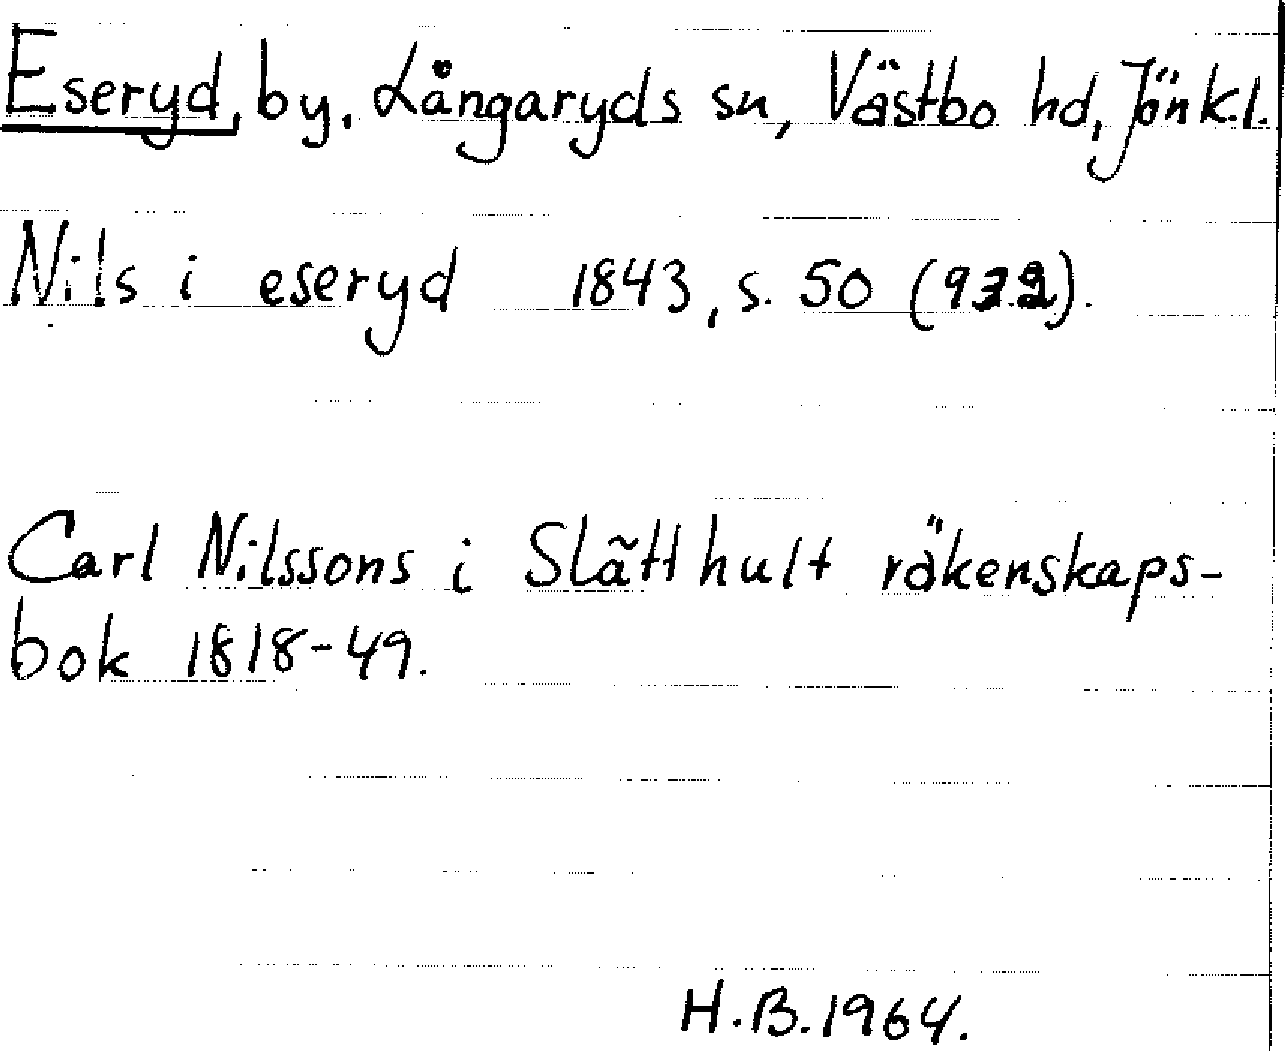 Eseryd, by, Långaryds sn, Västbo hd, Jönk.l.
Nils i eseryd 1843, s. 50 (932).
Carl Nilssons i Slätthult räkenskaps-
bok 1818-49.
H.B.1964.